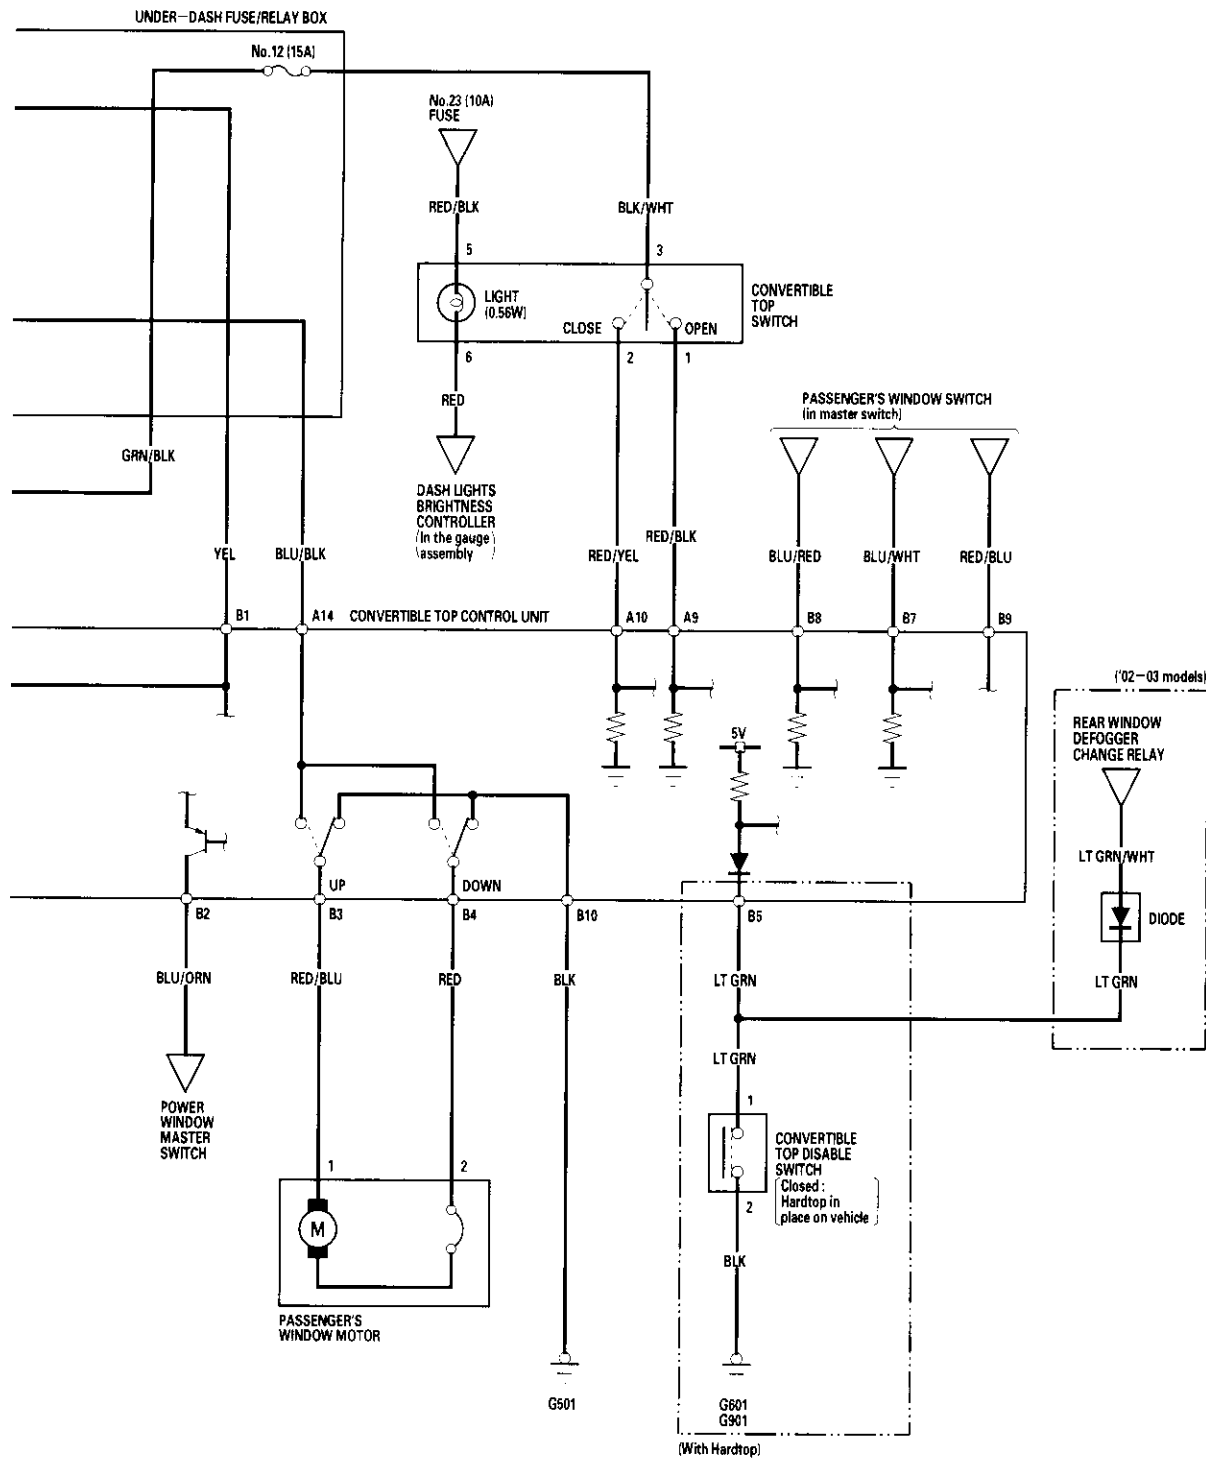 UNDER-DASH FUSE/RELAY BOX
No.12 (15A)
No.23 (10A)
FUSE
RED/BLK
BLK/WHT
5
3
LIGHT
(0.56W)
CLOSE
OPEN
CONVERTIBLE
TOP
SWITCH
6
2
1
RED
PASSENGER'S WINDOW SWITCH
(in master switch)
GRN/BLK
DASH LIGHTS
BRIGHTNESS
CONTROLLER
(In the gauge
assembly)
YEL
BLU/BLK
RED/YEL
RED/BLK
BLU/RED
BLU/WHT
RED/BLU
B1
A14
CONVERTIBLE TOP CONTROL UNIT
A10
A9
B8
B7
B9
('02-03 models)
REAR WINDOW
DEFOGGER
CHANGE RELAY
5V
LT GRN/WHT
UP
DOWN
B2
B3
B4
B10
B5
DIODE
BLU/ORN
RED/BLU
RED
BLK
LT GRN
LT GRN
LT GRN
POWER
WINDOW
MASTER
SWITCH
1
CONVERTIBLE
TOP DISABLE
SWITCH
(Closed :
Hardtop in
place on vehicle)
1
2
2
M
BLK
PASSENGER'S
WINDOW MOTOR
G501
G601
G901
(With Hardtop)